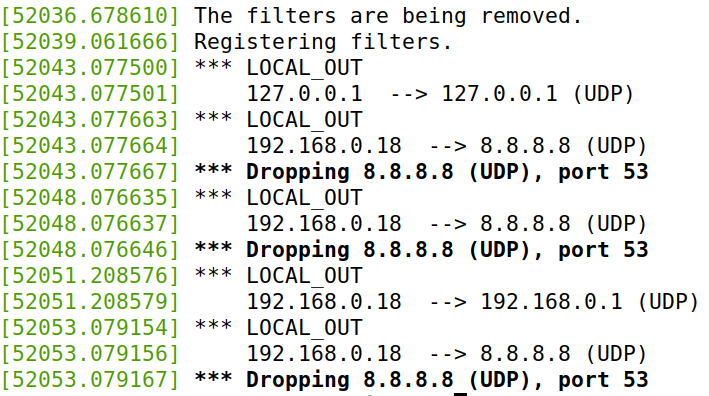 [52036.678610] The filters are being removed.
[52039.061666] Registering filters.
[52043.077500] *** LOCAL_OUT
[52043.077501]     127.0.0.1  --> 127.0.0.1 (UDP)
[52043.077663] *** LOCAL_OUT
[52043.077664]     192.168.0.18  --> 8.8.8.8 (UDP)
[52043.077667] *** Dropping 8.8.8.8 (UDP), port 53
[52048.076635] *** LOCAL_OUT
[52048.076637]     192.168.0.18  --> 8.8.8.8 (UDP)
[52048.076646] *** Dropping 8.8.8.8 (UDP), port 53
[52051.208576] *** LOCAL_OUT
[52051.208579]     192.168.0.18  --> 192.168.0.1 (UDP)
[52053.079154] *** LOCAL_OUT
[52053.079156]     192.168.0.18  --> 8.8.8.8 (UDP)
[52053.079167] *** Dropping 8.8.8.8 (UDP), port 53